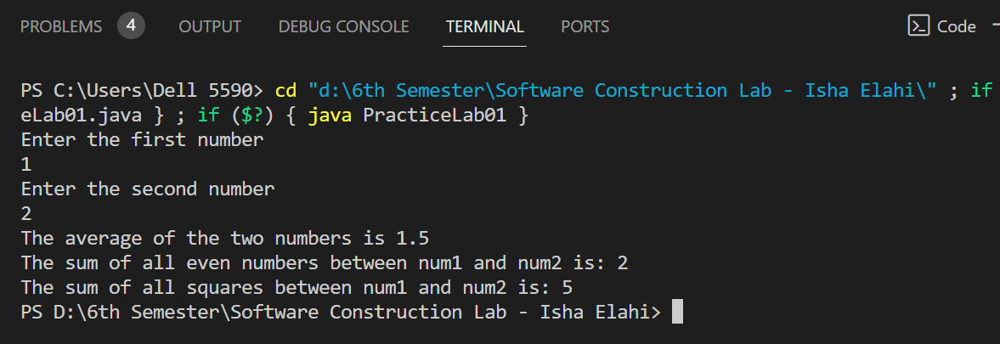 PROBLEMS 4 OUTPUT DEBUG CONSOLE TERMINAL PORTS Code
PS C:\Users\Dell 5590> cd "d:\6th Semester\Software Construction Lab - Isha Elahi\" ; if
eLab01.java } ; if ($?) { java PracticeLab01 }
Enter the first number
1
Enter the second number
2
The average of the two numbers is 1.5
The sum of all even numbers between num1 and num2 is: 2
The sum of all squares between num1 and num2 is: 5
PS D:\6th Semester\Software Construction Lab - Isha Elahi>